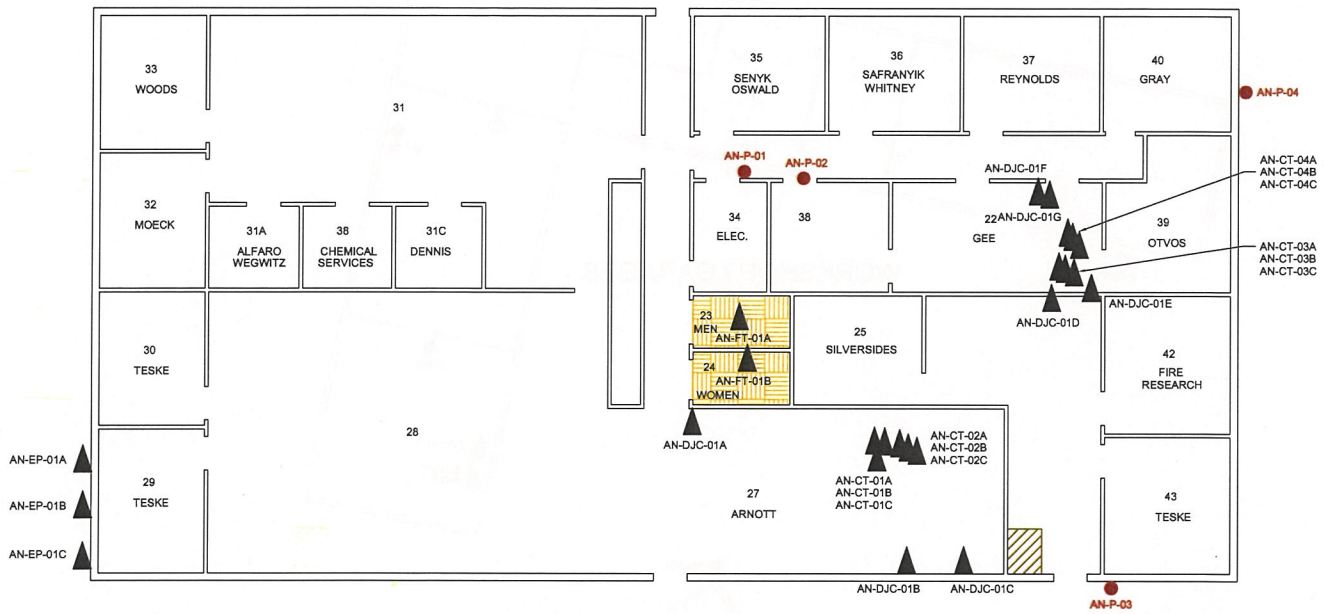 33
WOODS
31
35
SENYK
OSWALD
36
SAFRANYIK
WHITNEY
37
REYNOLDS
40
GRAY
AN-P-04
AN-P-01
AN-P-02
AN-DJC-01F
AN-CT-04A
AN-CT-04B
AN-CT-04C
32
MOECK
31A
ALFARO
WEGWITZ
38
CHEMICAL
SERVICES
31C
DENNIS
34
ELEC.
38
AN-DJC-01G
22
GEE
39
OTVOS
AN-CT-03A
AN-CT-03B
AN-CT-03C
AN-DJC-01E
AN-DJC-01D
23
MEN
AN-FT-01A
24
AN-FT-01B
WOMEN
25
SILVERSIDES
42
FIRE
RESEARCH
30
TESKE
28
AN-DJC-01A
AN-CT-02A
AN-CT-02B
AN-CT-02C
AN-CT-01A
AN-CT-01B
AN-CT-01C
27
ARNOTT
AN-EP-01A
AN-EP-01B
AN-EP-01C
29
TESKE
43
TESKE
AN-DJC-01B
AN-DJC-01C
AN-P-03